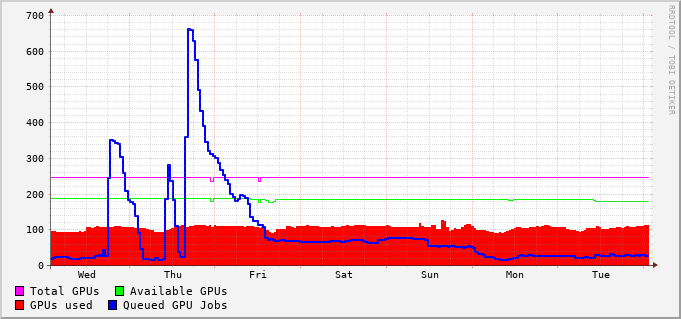 RRDTOOL / TOBI OETIKER
700
600
500
400
300
200
100
0
Wed Thu Fri Sat Sun Mon Tue
Total GPUs Available GPUs
GPUs used Queued GPU Jobs